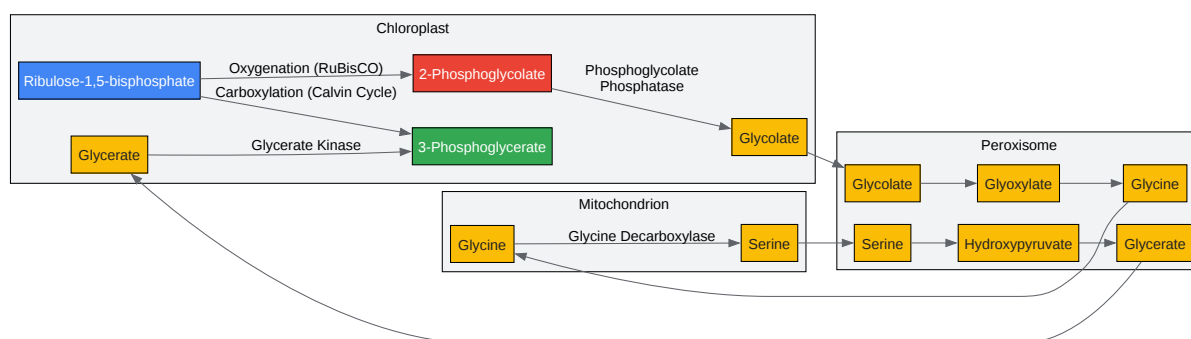 Chloroplast
Ribulose-1,5-bisphosphate
Oxygenation (RuBisCO)
2-Phosphoglycolate
Phosphoglycolate
Phosphatase
Carboxylation (Calvin Cycle)
Glycerate
Glycerate Kinase
3-Phosphoglycerate
Glycolate
Peroxisome
Glycolate
Glyoxylate
Glycine
Serine
Hydroxypyruvate
Glycerate
Mitochondrion
Glycine
Glycine Decarboxylase
Serine